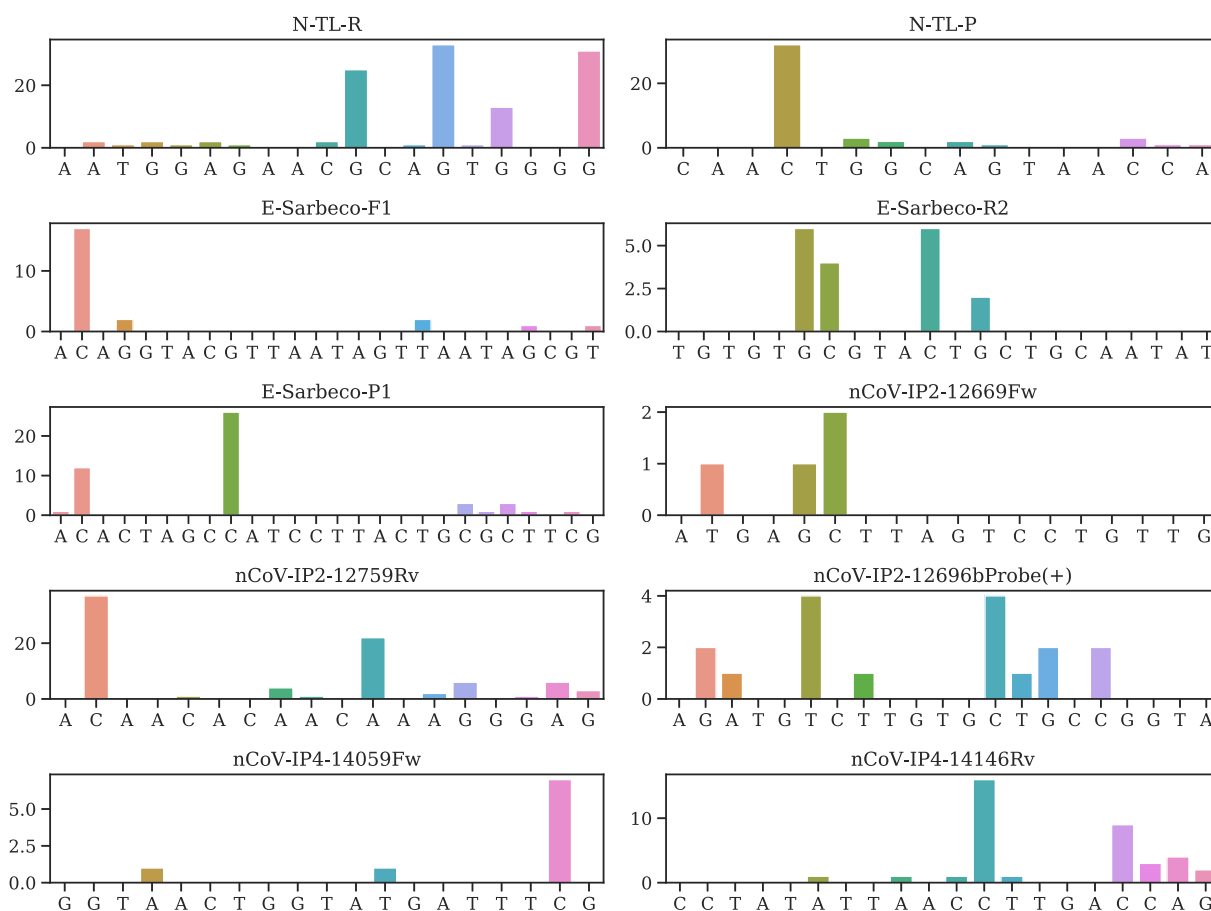 N-TL-R
20
0
A A T G G A G A A C G C A G T G G G G
N-TL-P
20
0
C A A C T G G C A G T A A C C A
E-Sarbeco-F1
10
0
A C A G G T A C G T T A A T A G T T A A T A G C G T
E-Sarbeco-R2
5.0
2.5
0.0
T G T G T G C G T A C T G C T G C A A T A T
E-Sarbeco-P1
20
10
0
A C A C T A G C C A T C C T T A C T G C G C T T C G
nCoV-IP2-12669Fw
2
1
0
A T G A G C T T A G T C C T G T T G
nCoV-IP2-12759Rv
20
0
A C A A C A C A A C A A A G G G A G
nCoV-IP2-12696bProbe(+)
4
2
0
A G A T G T C T T G T G C T G C C G G T A
nCoV-IP4-14059Fw
5.0
2.5
0.0
G G T A A C T G G T A T G A T T T C G
nCoV-IP4-14146Rv
10
0
C C T A T A T T A A C C T T G A C C A G